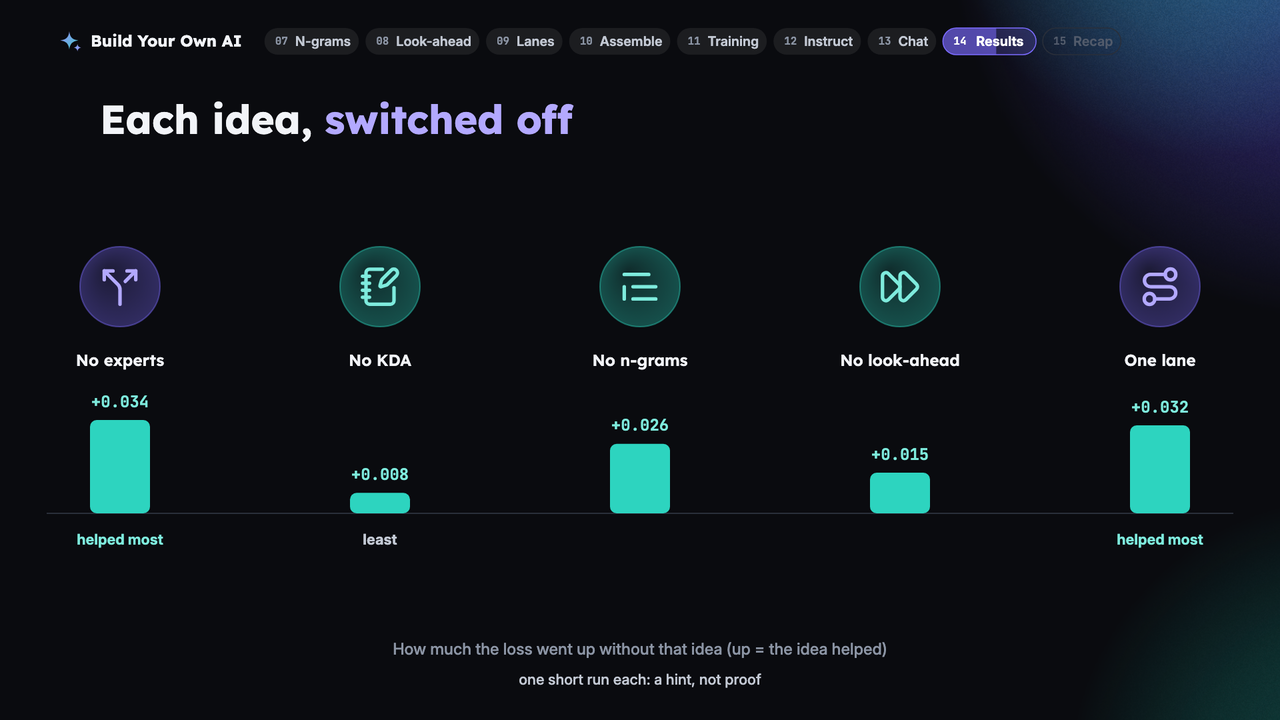 Build Your Own AI
07 N-grams
08 Look-ahead
09 Lanes
10 Assemble
11 Training
12 Instruct
13 Chat
14 Results
15 Recap
Each idea, switched off
No experts
No KDA
No n-grams
No look-ahead
One lane
+0.034
+0.008
+0.026
+0.015
+0.032
helped most
least
helped most
How much the loss went up without that idea (up = the idea helped)
one short run each: a hint, not proof